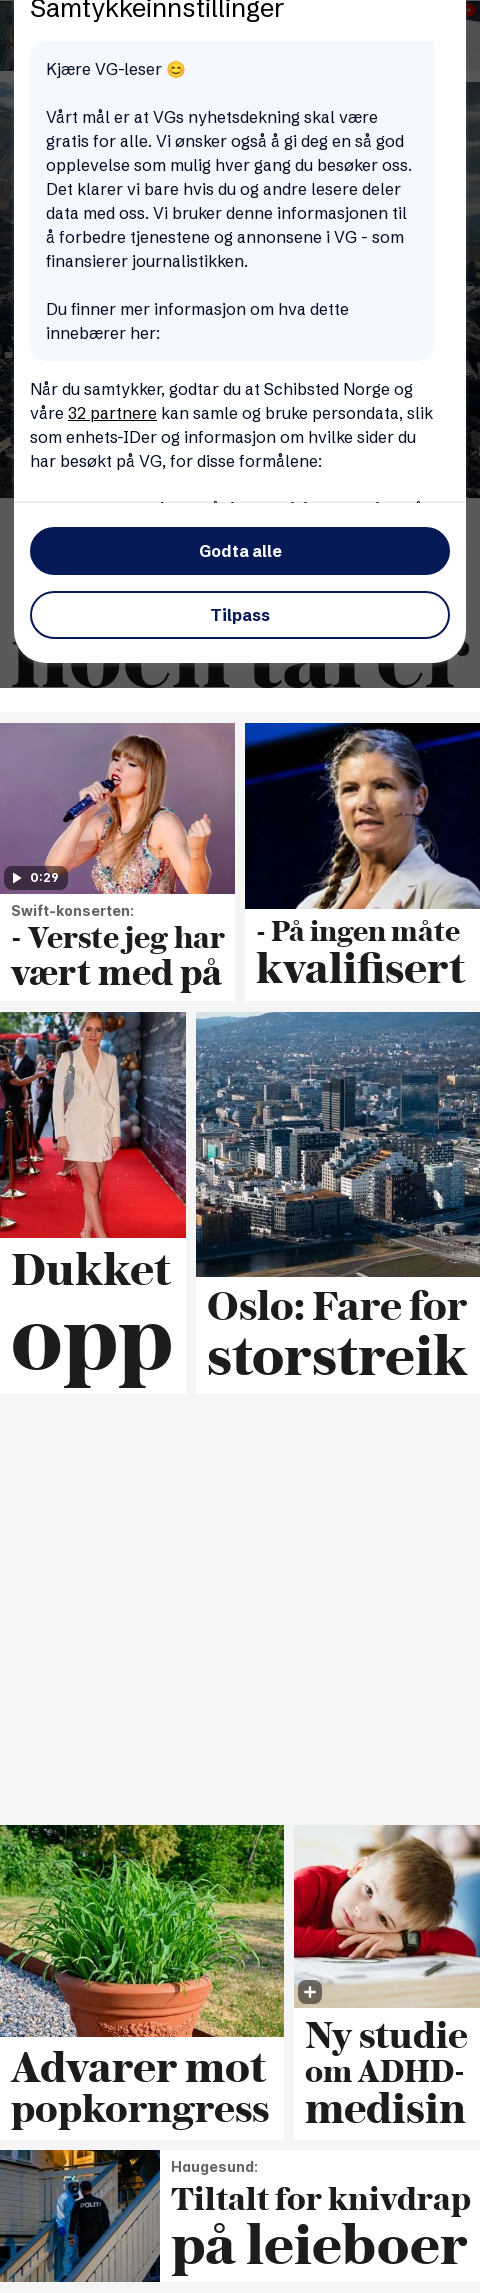 Samtykkeinnstillinger
Kjære VG-leser 😊
Vårt mål er at VGs nyhetsdekning skal være
gratis for alle. Vi ønsker også å gi deg en så god
opplevelse som mulig hver gang du besøker oss.
Det klarer vi bare hvis du og andre lesere deler
data med oss. Vi bruker denne informasjonen til
å forbedre tjenestene og annonsene i VG - som
finansierer journalistikken.
Du finner mer informasjon om hva dette
innebærer her:
Når du samtykker, godtar du at Schibsted Norge og
våre 32 partnere kan samle og bruke persondata, slik
som enhets-IDer og informasjon om hvilke sider du
har besøkt på VG, for disse formålene:
Godta alle
Tilpass
0:29
Swift-konserten:
- Verste jeg har
vært med på
- På ingen måte
kvalifisert
Dukket
opp
Oslo: Fare for
storstreik
Advarer mot
popkorngress
Ny studie
om ADHD-
medisin
POLITI
Haugesund:
Tiltalt for knivdrap
på leieboer